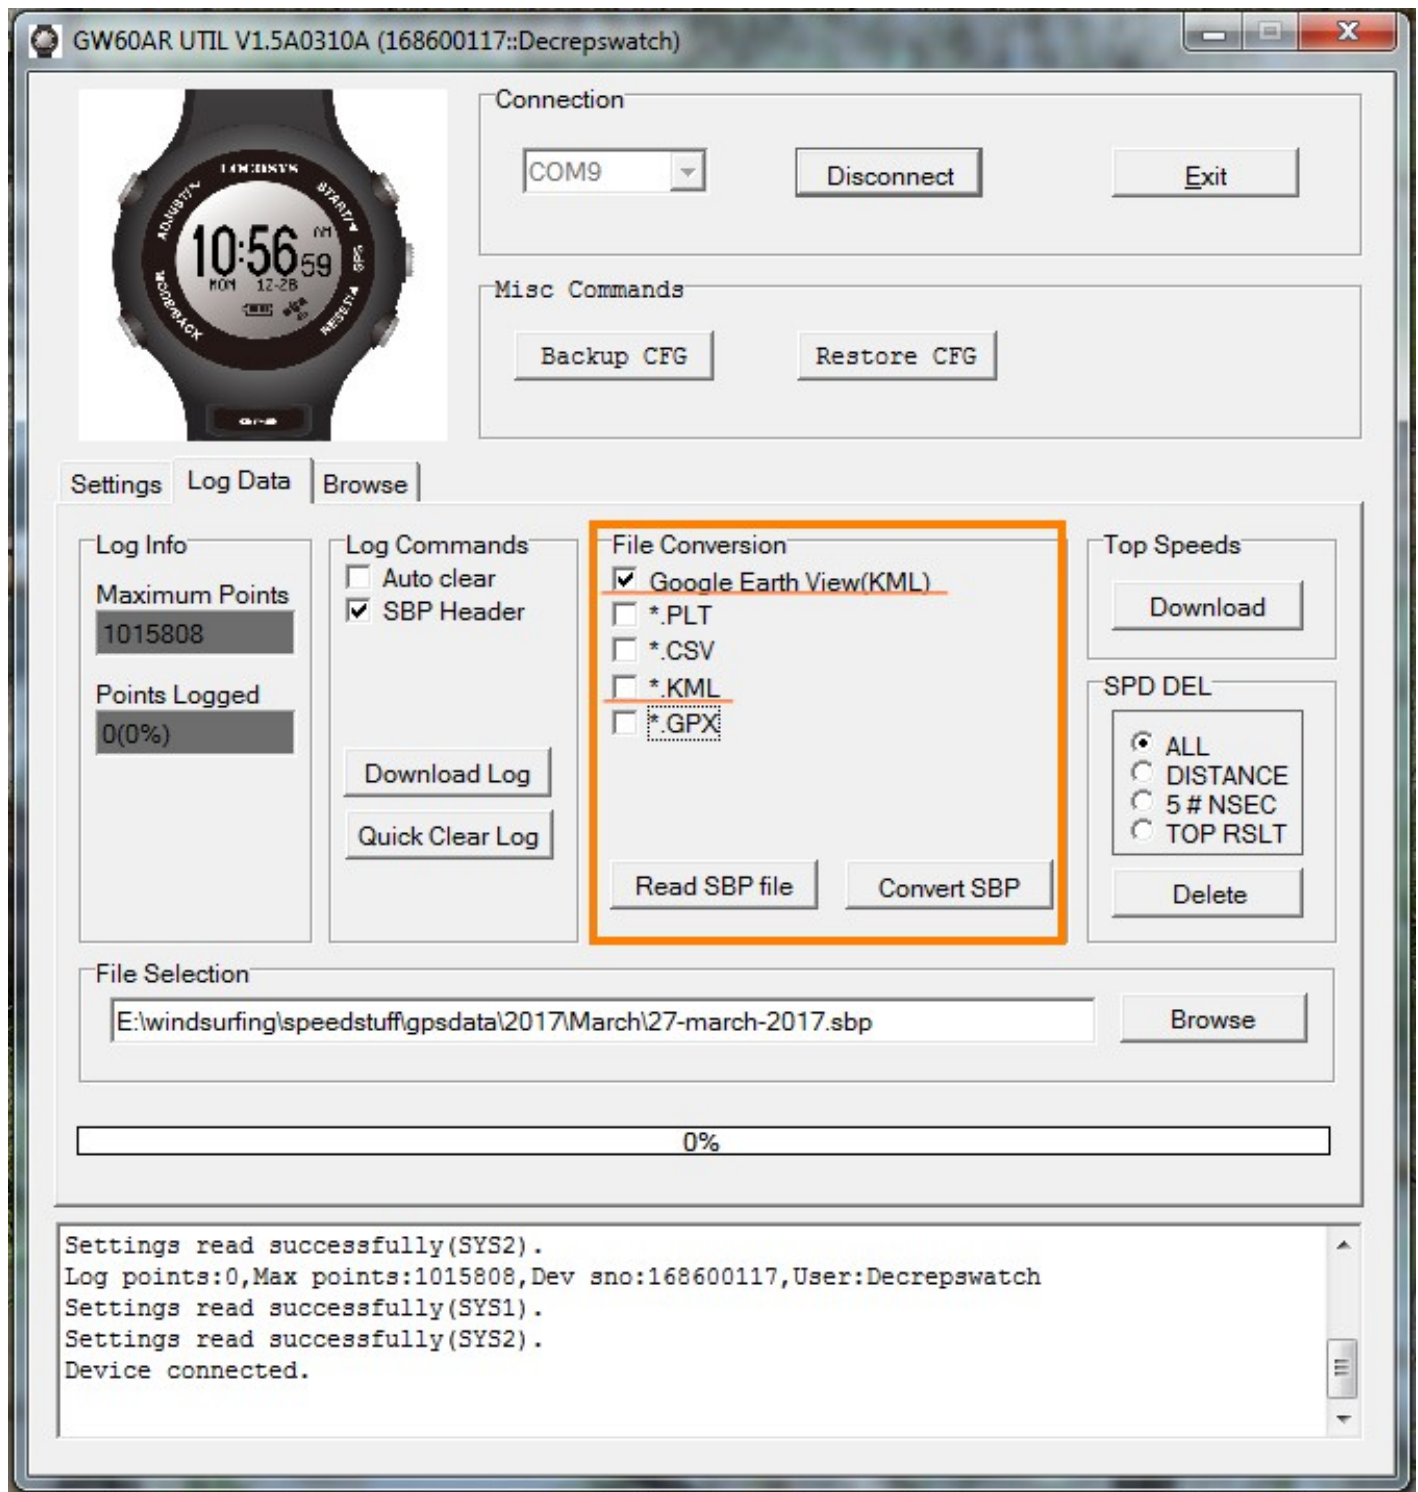 GW60AR UTIL V1.5A0310A (168600117::Decrepswatch)
LOCOSYS
ADJUST/
START/
GPS
10:56 59
AM
MON 12-28
MODE/BACK
RESET/
Connection
COM9
Disconnect
Exit
Misc Commands
Backup CFG
Restore CFG
Settings
Log Data
Browse
Log Info
Maximum Points
1015808
Points Logged
0(0%)
Log Commands
Auto clear
SBP Header
Download Log
Quick Clear Log
File Conversion
Google Earth View(KML)
*.PLT
*.CSV
*.KML
*.GPX
Read SBP file
Convert SBP
Top Speeds
Download
SPD DEL
ALL
DISTANCE
5 # NSEC
TOP RSLT
Delete
File Selection
E:\windsurfing\speedstuff\gpsdata\2017\March\27-march-2017.sbp
Browse
0%
Settings read successfully(SYS2).
Log points:0,Max points:1015808,Dev sno:168600117,User:Decrepswatch
Settings read successfully(SYS1).
Settings read successfully(SYS2).
Device connected.